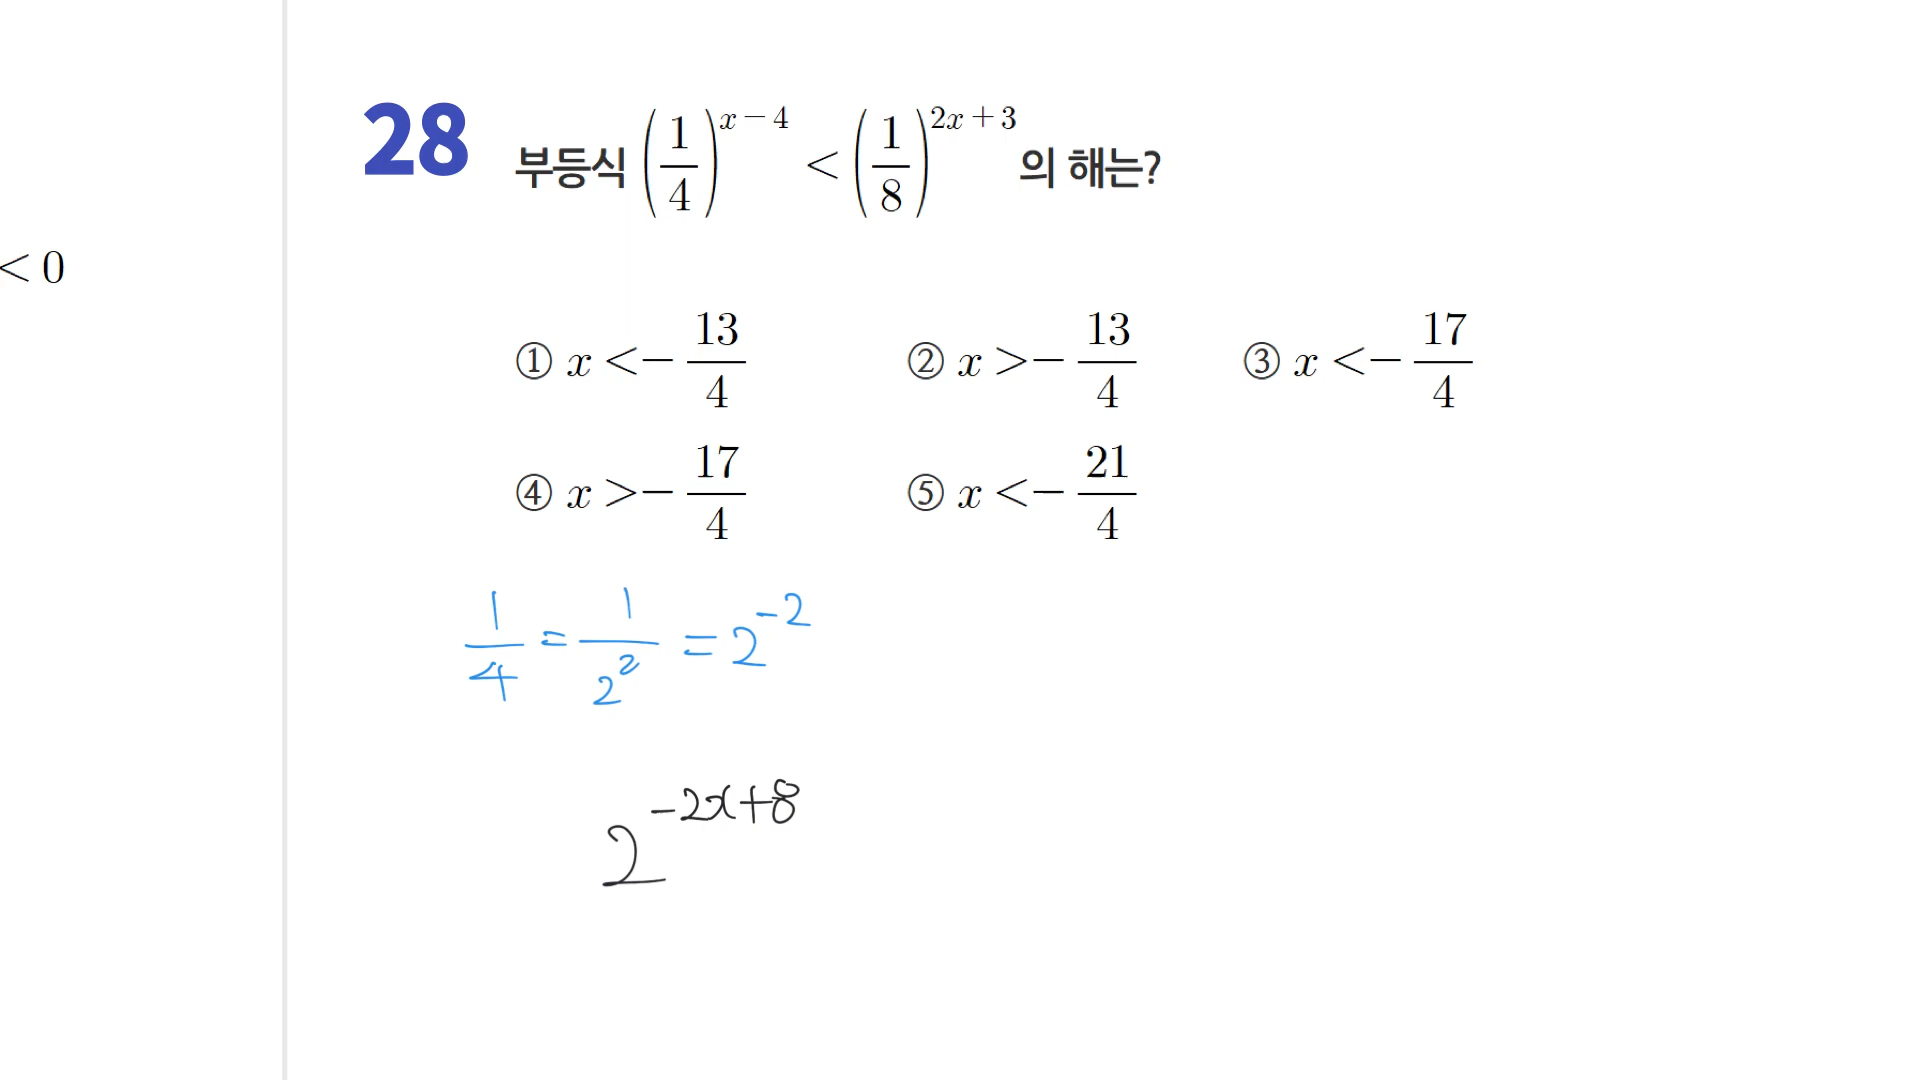 < 0
28 부등식 (1/4)^{x-4} < (1/8)^{2x+3} 의 해는?
① x < -13/4 ② x > -13/4 ③ x < -17/4
④ x > -17/4 ⑤ x < -21/4
1/4 = 1/2^2 = 2^{-2}
2^{-2x+8}